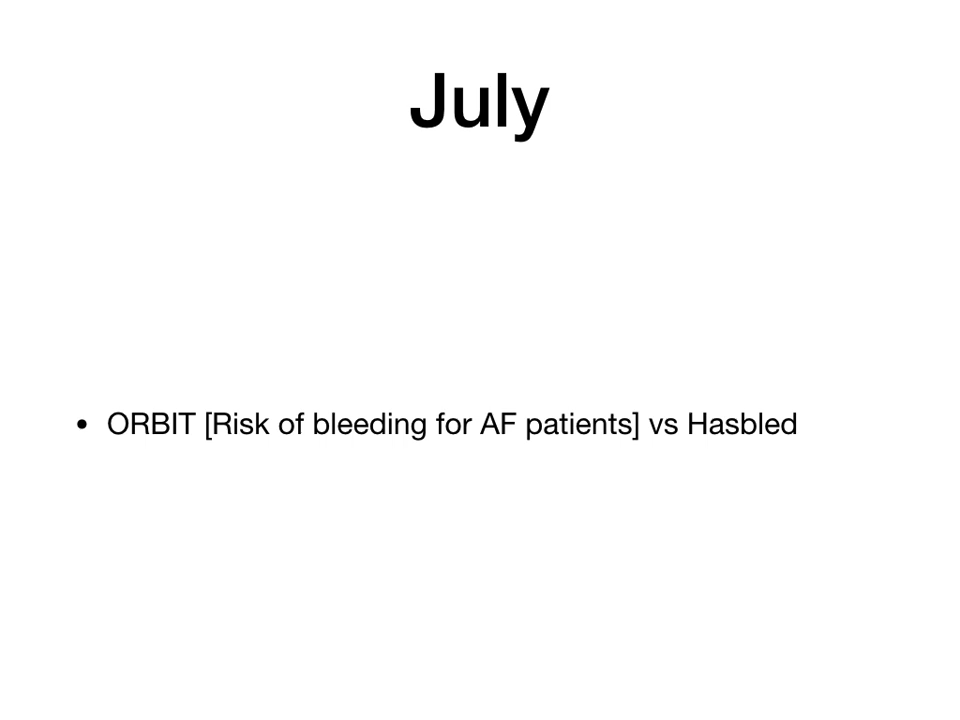 July
• ORBIT [Risk of bleeding for AF patients] vs Hasbled